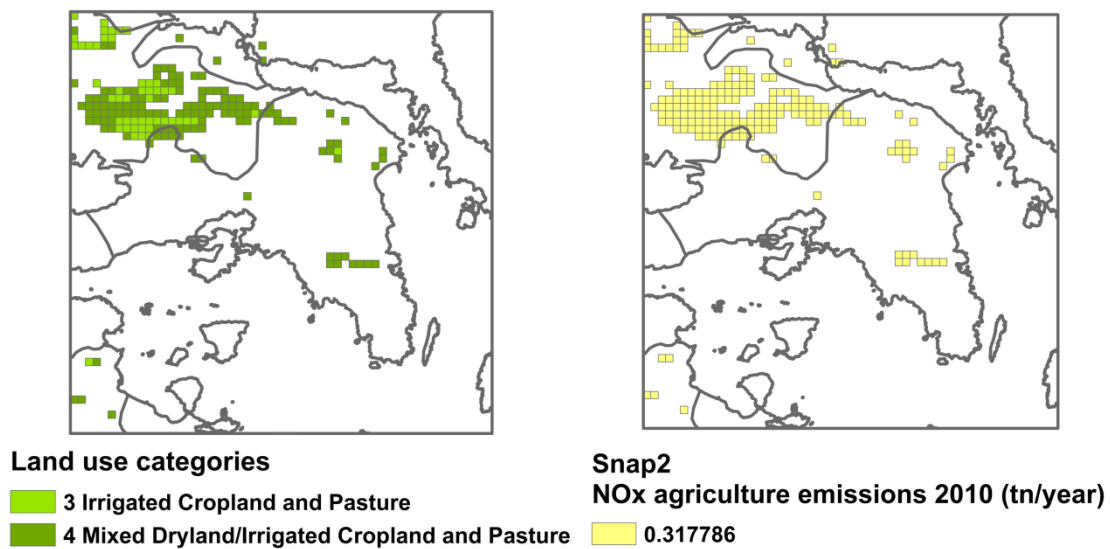 Land use categories
3 Irrigated Cropland and Pasture
4 Mixed Dryland/Irrigated Cropland and Pasture
Snap2
NOx agriculture emissions 2010 (tn/year)
0.317786